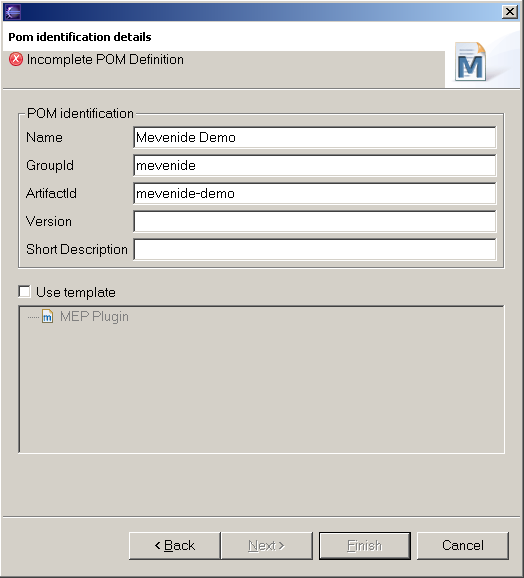 Pom identification details
Incomplete POM Definition
M
POM identification
Name Mevenide Demo
GroupId mevenide
ArtifactId mevenide-demo
Version
Short Description
Use template
m MEP Plugin
< Back Next > Finish Cancel